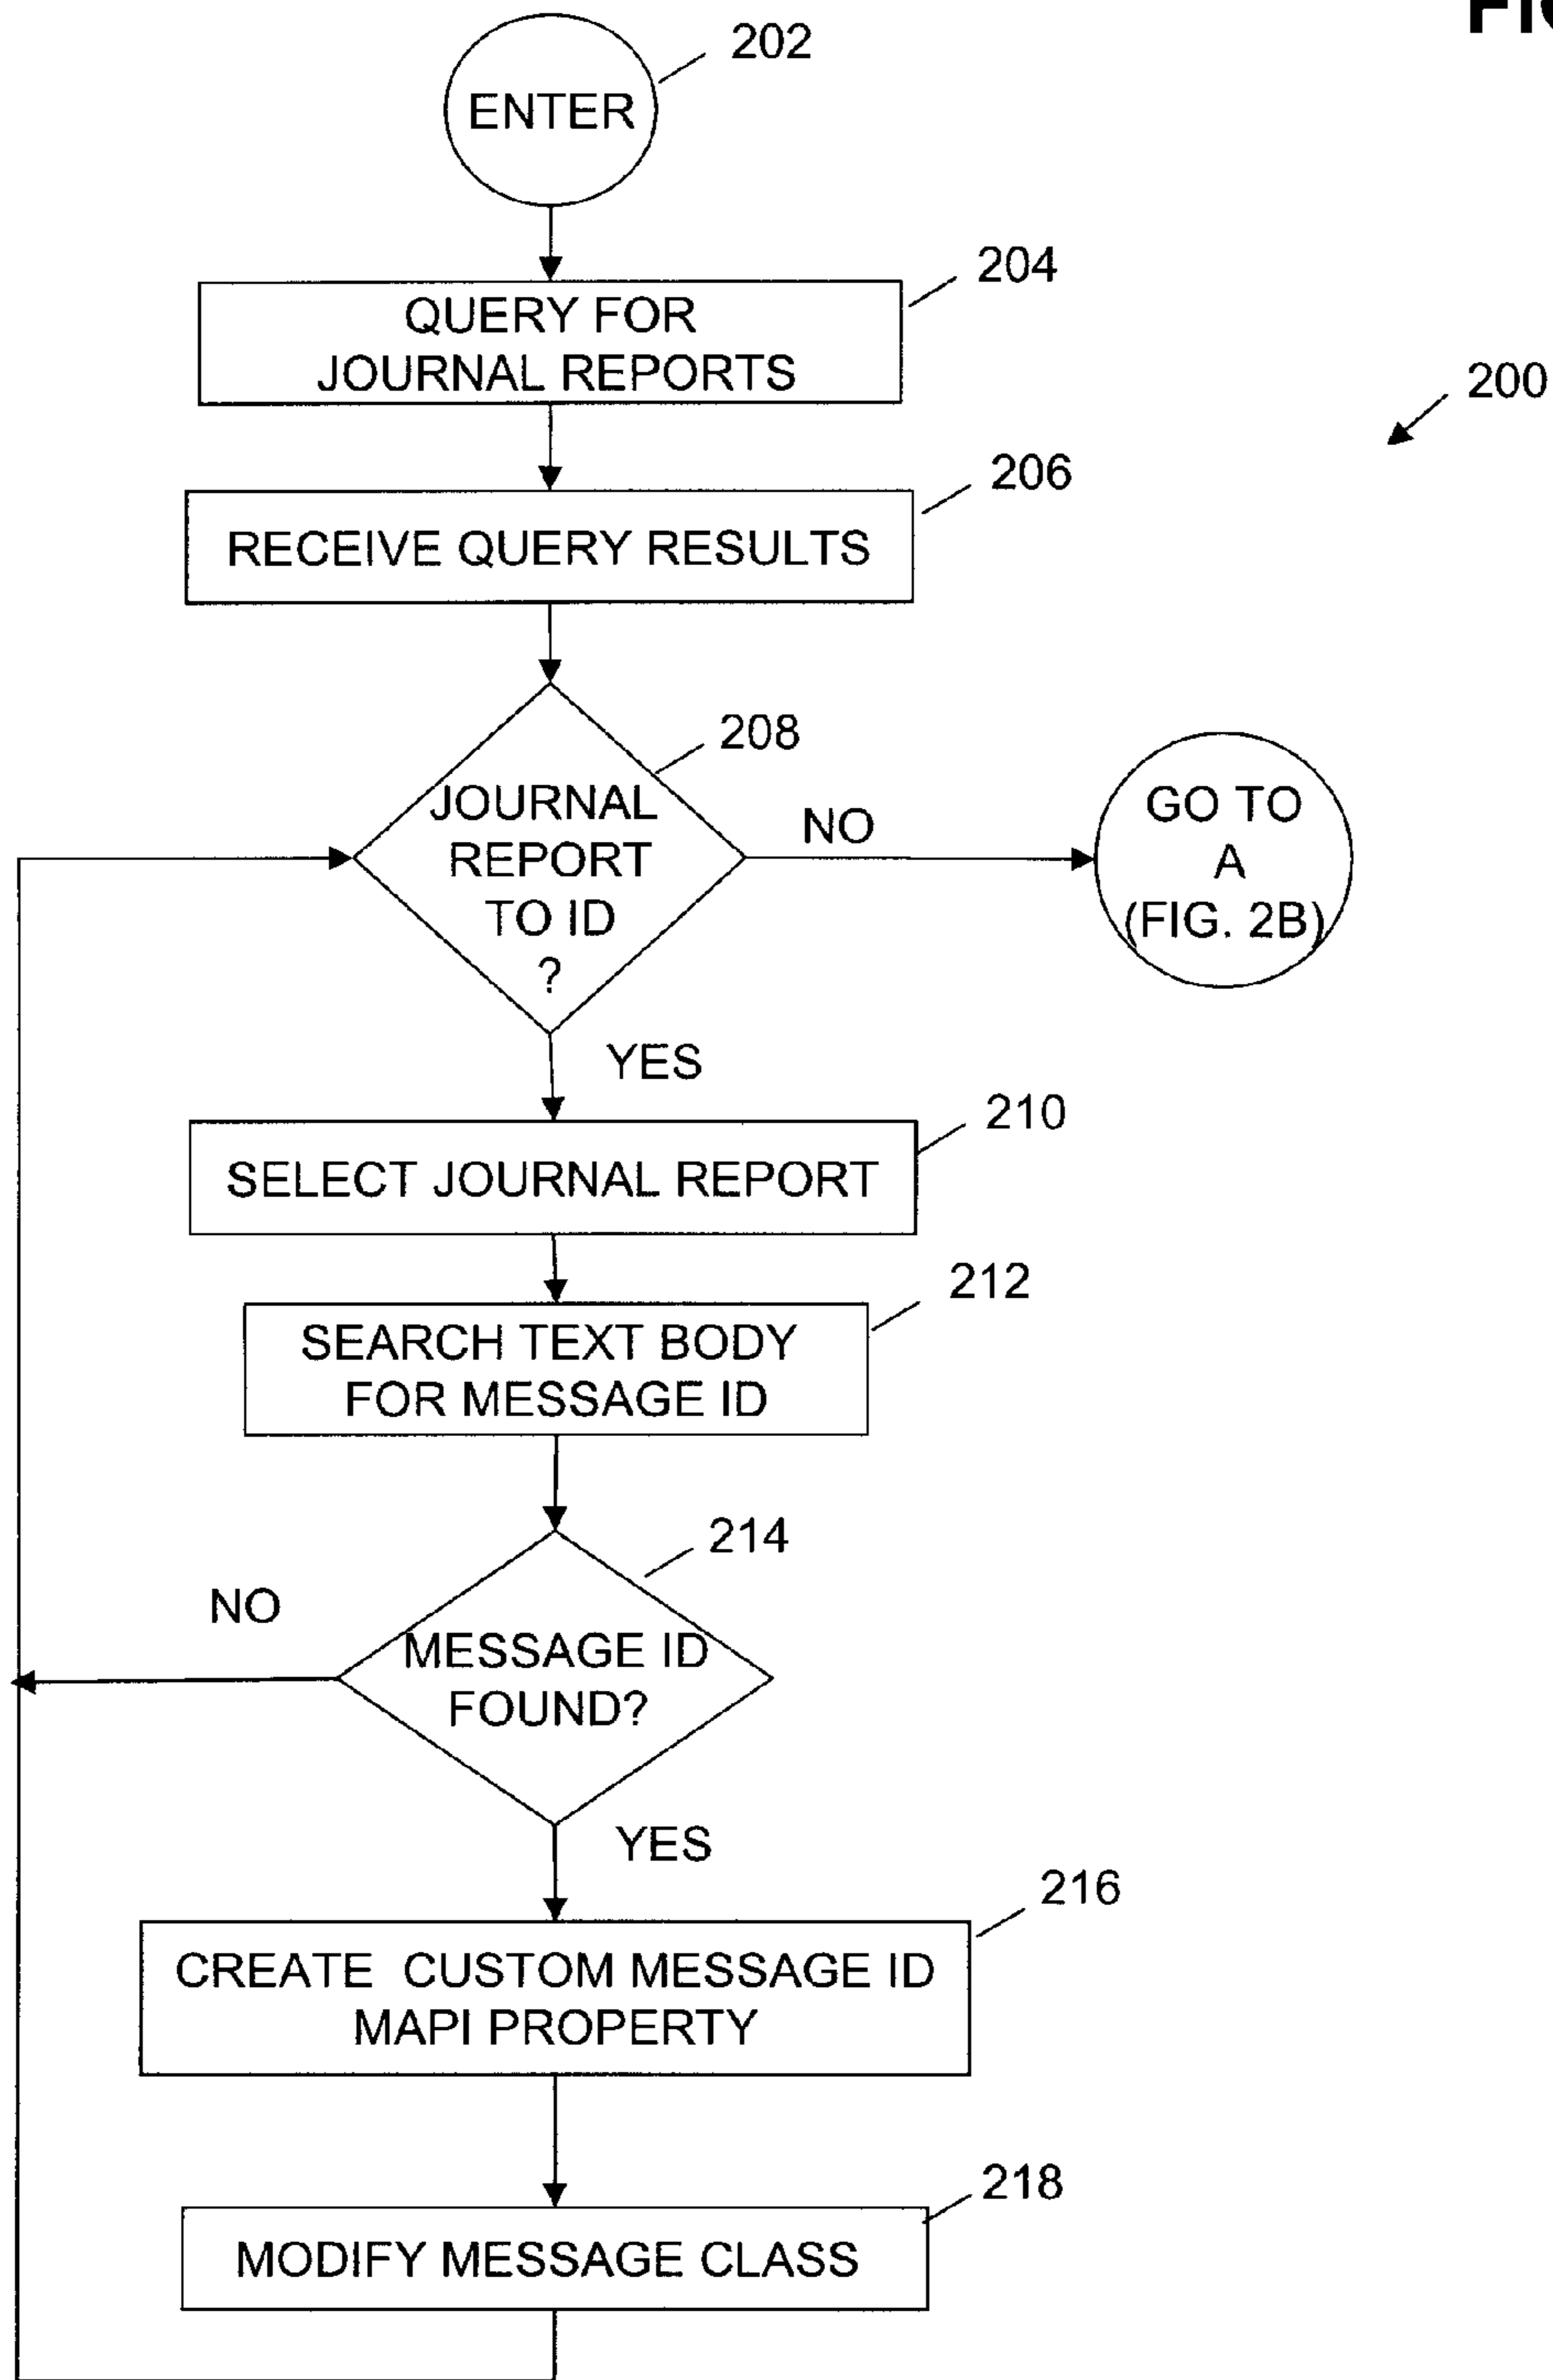 FIG
ENTER
202
QUERY FOR
JOURNAL REPORTS
204
200
RECEIVE QUERY RESULTS
206
JOURNAL
REPORT
TO ID
?
208
NO
GO TO
A
(FIG. 2B)
YES
SELECT JOURNAL REPORT
210
SEARCH TEXT BODY
FOR MESSAGE ID
212
MESSAGE ID
FOUND?
214
NO
YES
CREATE CUSTOM MESSAGE ID
MAPI PROPERTY
216
MODIFY MESSAGE CLASS
218